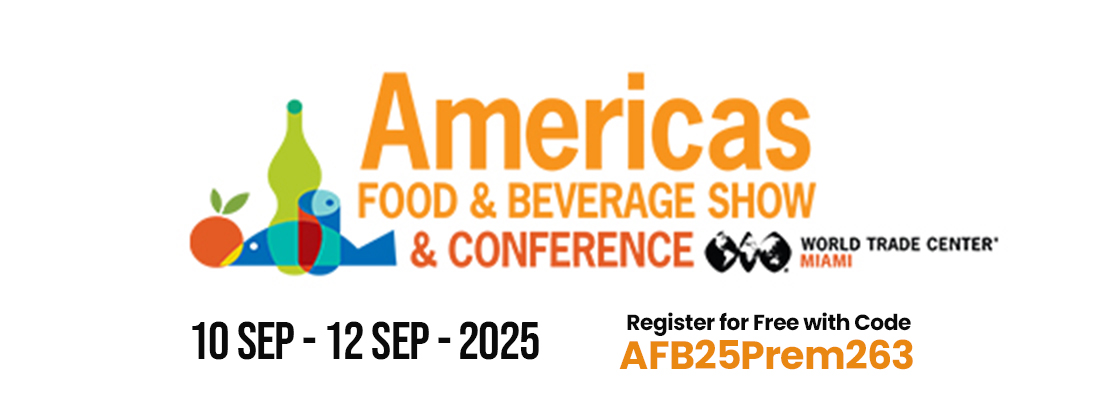 Americas
FOOD & BEVERAGE SHOW
& CONFERENCE
WORLD TRADE CENTER®
MIAMI
10 SEP - 12 SEP - 2025
Register for Free with Code
AFB25Prem263